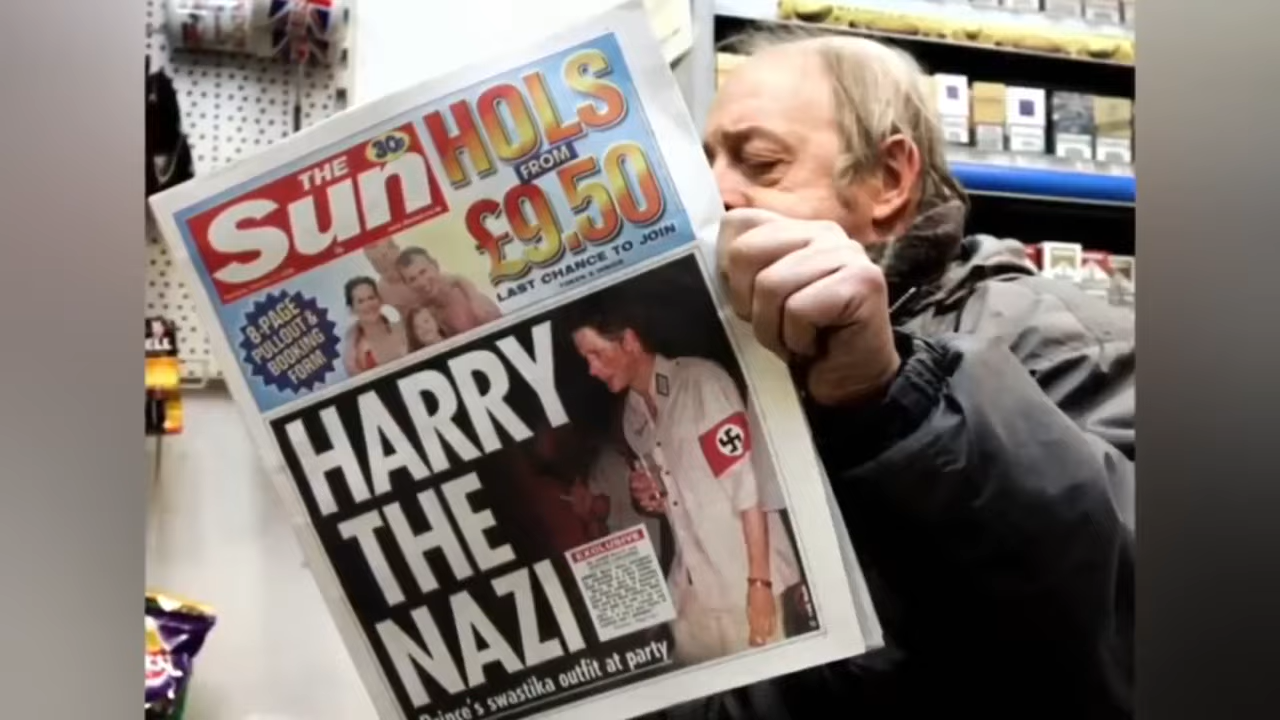 THE
30p
Sun
HOLS
FROM
£9.50
LAST CHANCE TO JOIN
8-PAGE
PULLOUT &
BOOKING
FORM
HARRY
THE
NAZI
EXCLUSIVE
Prince's swastika outfit at party